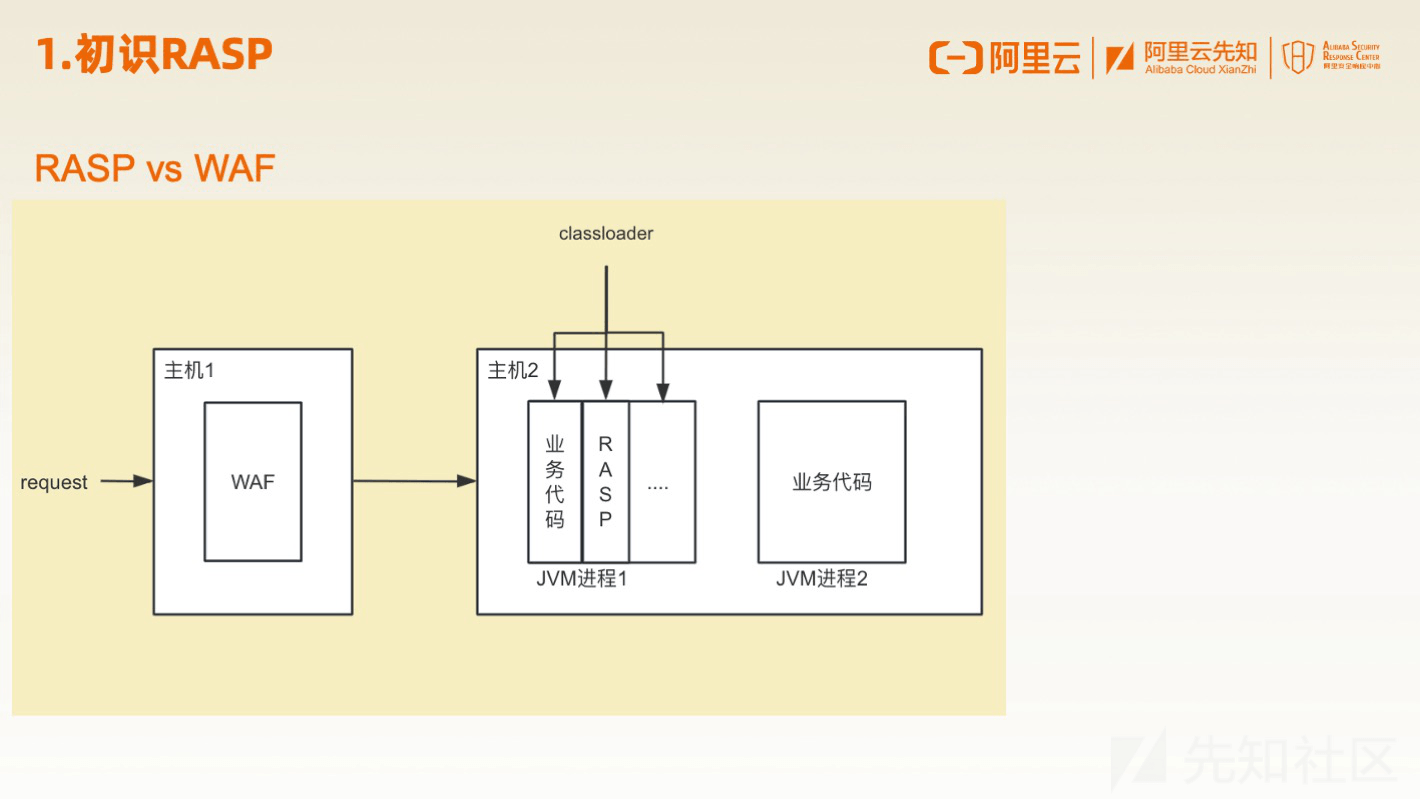 1.初识RASP
阿里云
阿里云先知
Alibaba Cloud XianZhi
ALIBABA SECURITY
RESPONSE CENTER
阿里安全响应中心
RASP vs WAF
classloader
主机1
主机2
request
WAF
业务代码
RASP
....
业务代码
JVM进程1
JVM进程2
先知社区